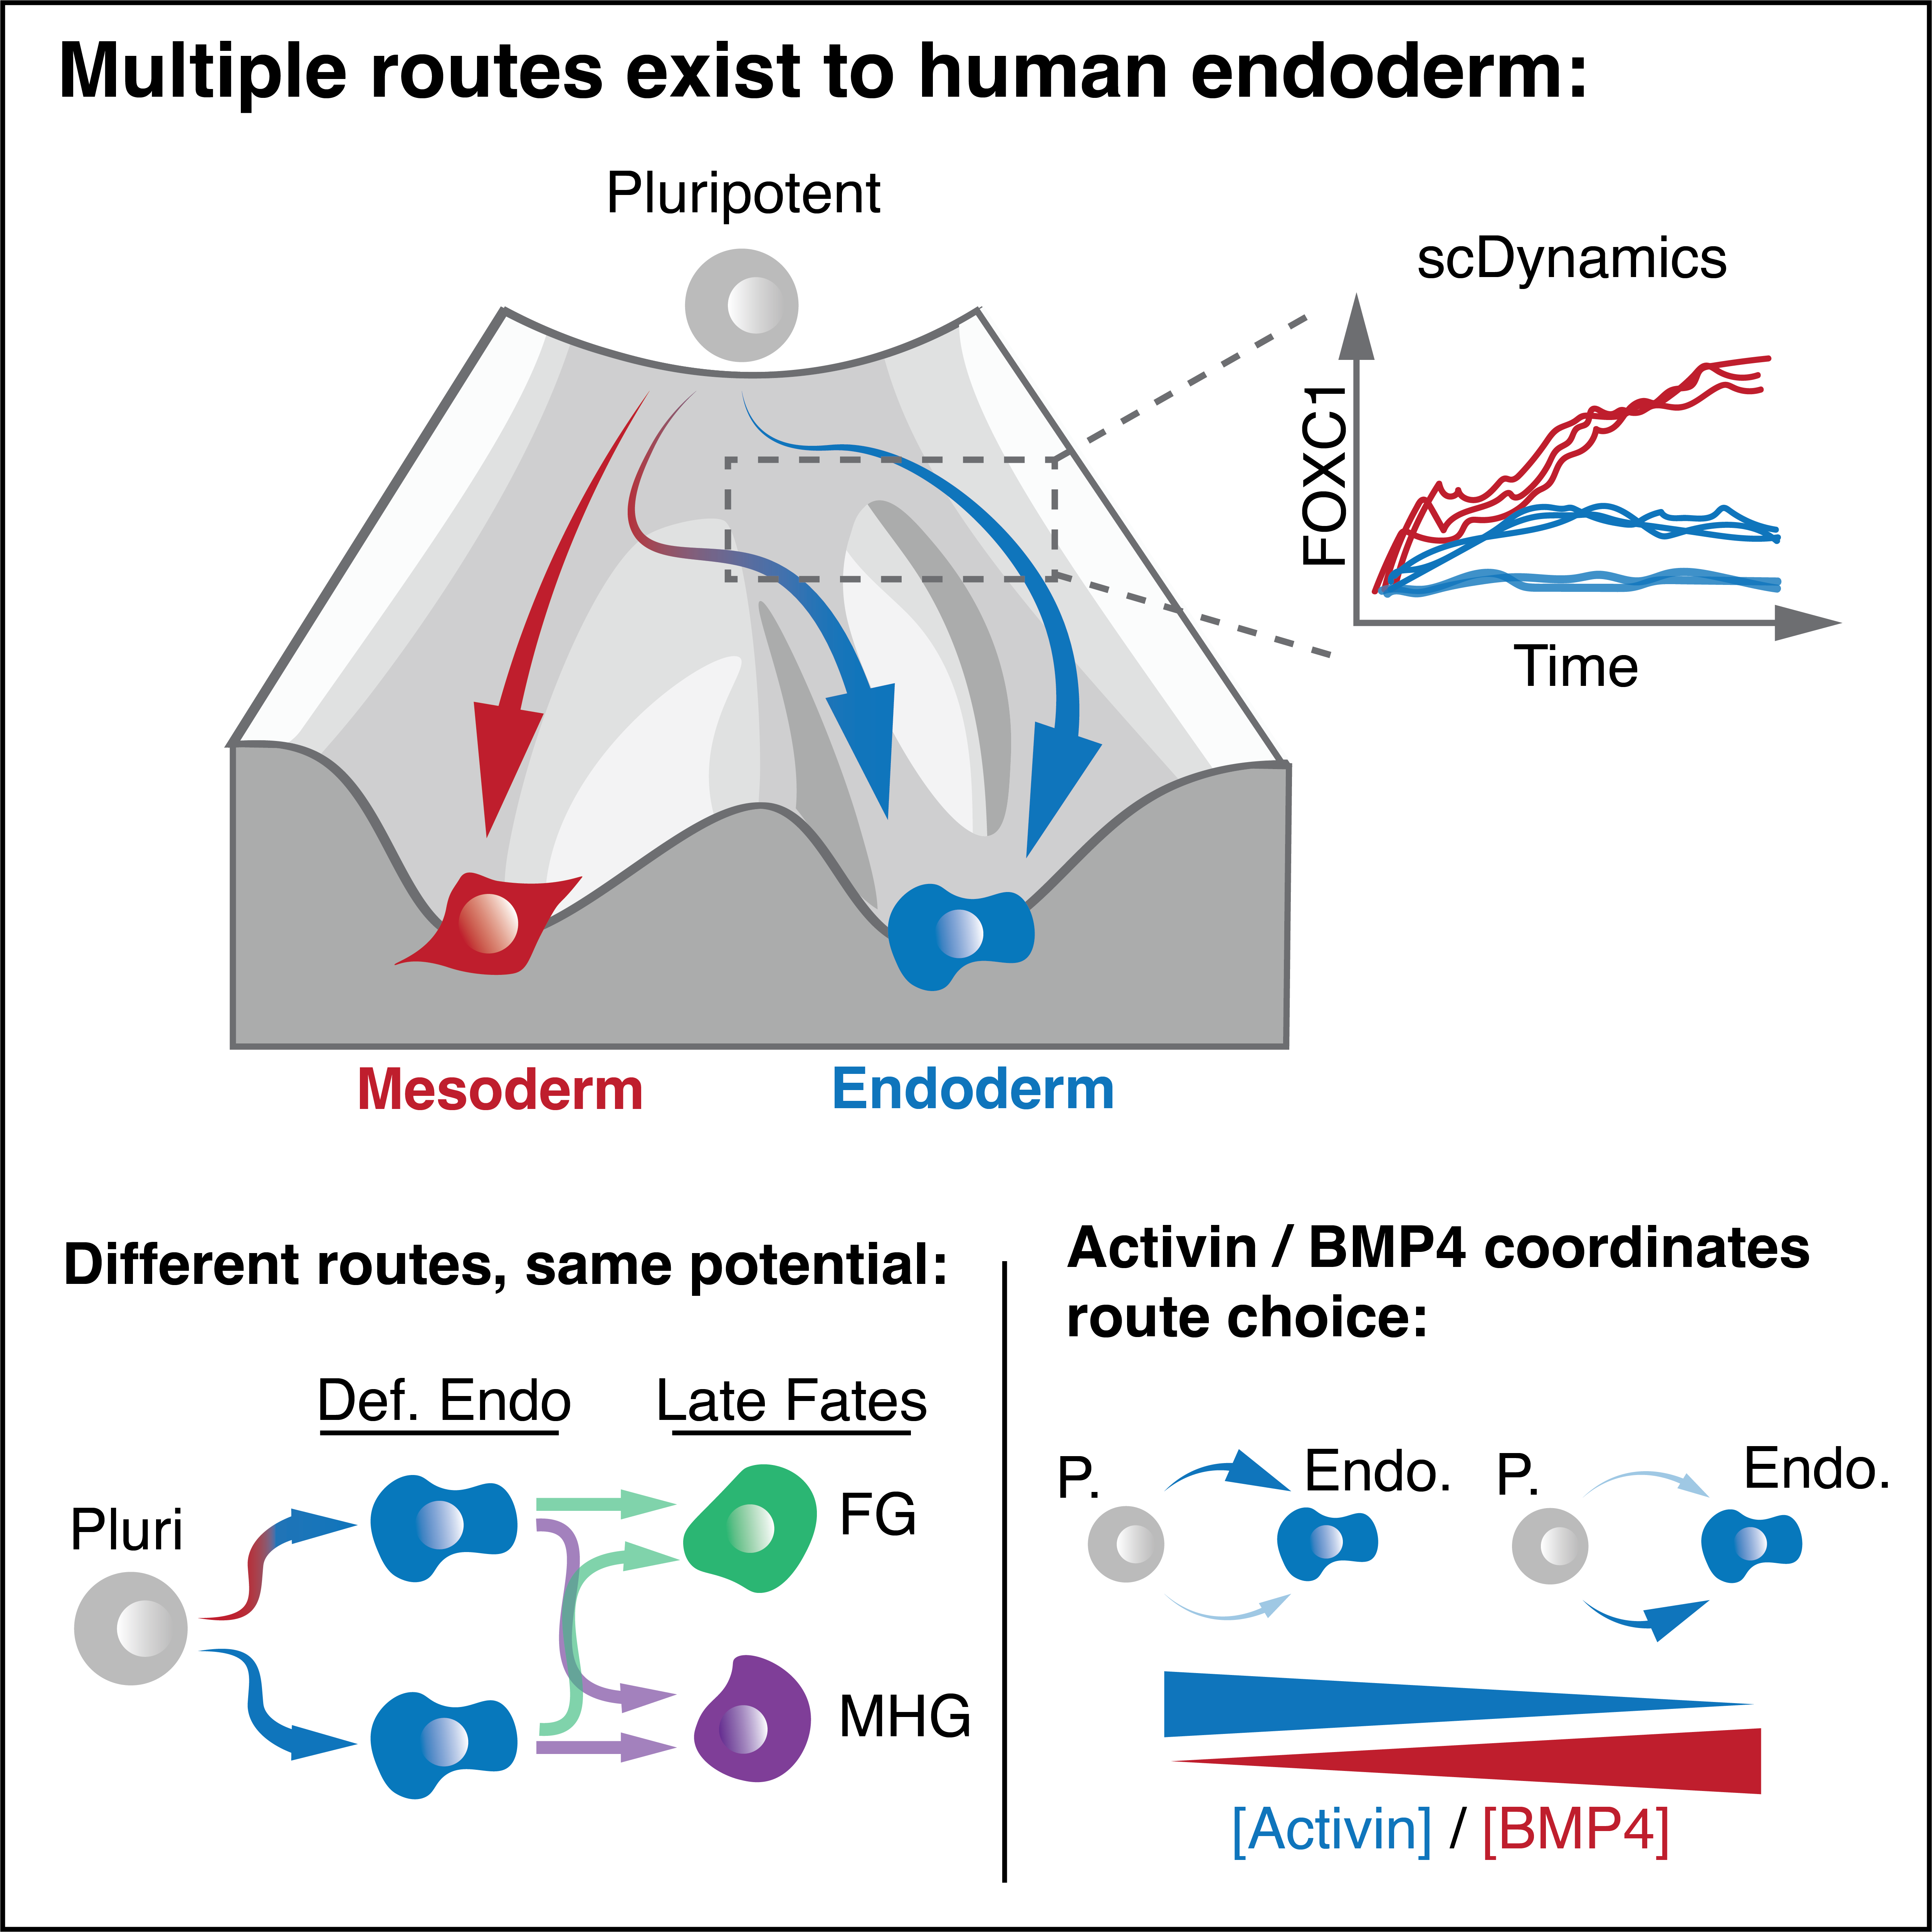 Multiple routes exist to human endoderm:
Pluripotent
scDynamics
FOXC1
Time
Mesoderm
Endoderm
Different routes, same potential:
Def. Endo
Late Fates
Pluri
FG
MHG
Activin / BMP4 coordinates
route choice:
P.
Endo.
P.
Endo.
[Activin] / [BMP4]